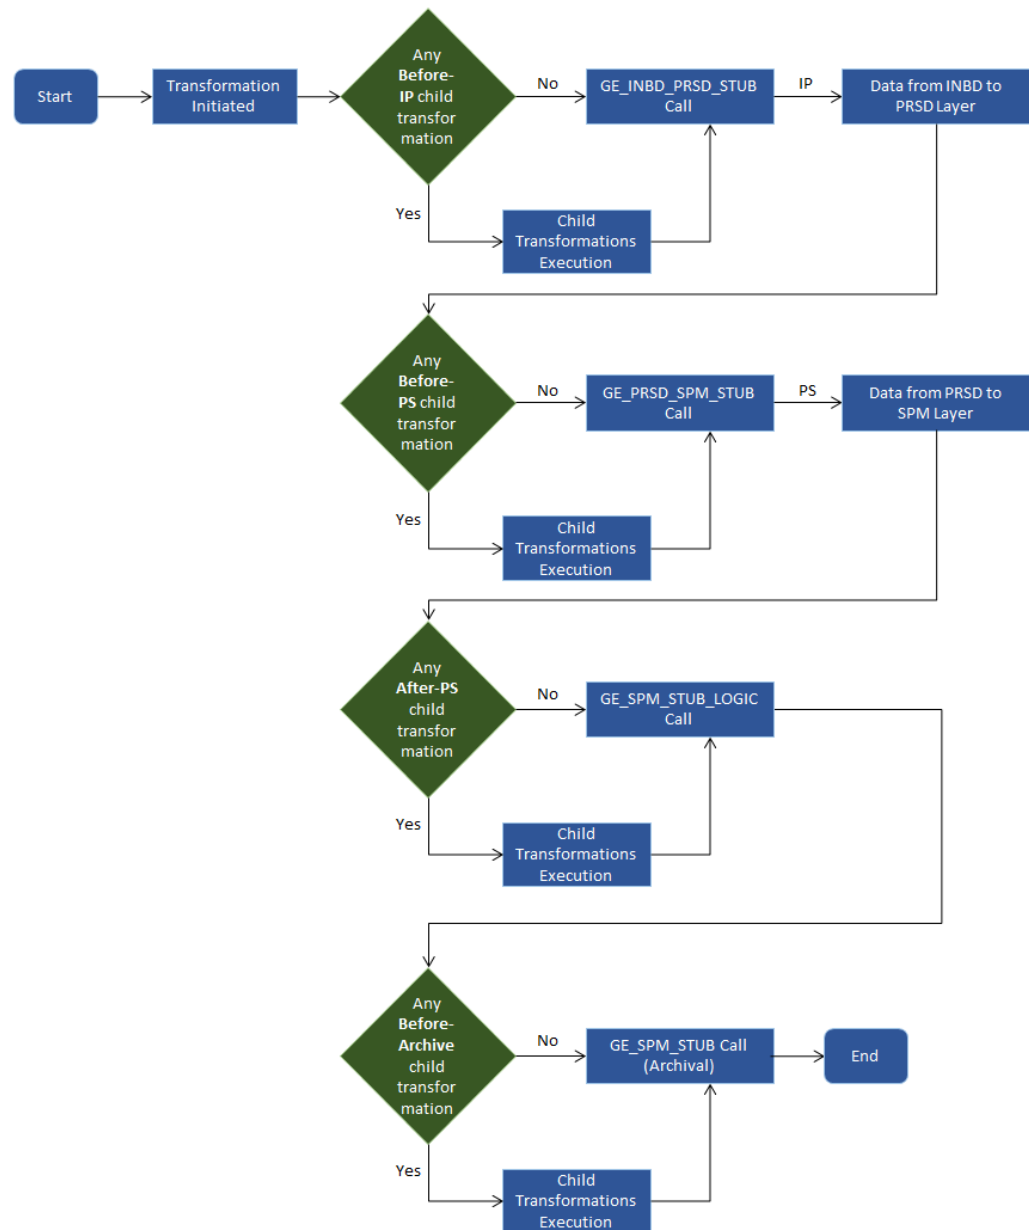 Start
Transformation
Initiated
Any
Before-
IP child
transfor
mation
No
GE_INBD_PRSD_STUB
Call
IP
Data from INBD to
PRSD Layer
Yes
Child
Transformations
Execution
Any
Before-
PS child
transfor
mation
No
GE_PRSD_SPM_STUB
Call
PS
Data from PRSD to
SPM Layer
Yes
Child
Transformations
Execution
Any
After-PS
child
transfor
mation
No
GE_SPM_STUB_LOGIC
Call
Yes
Child
Transformations
Execution
Any
Before-
Archive
child
transfor
mation
No
GE_SPM_STUB Call
(Archival)
End
Yes
Child
Transformations
Execution